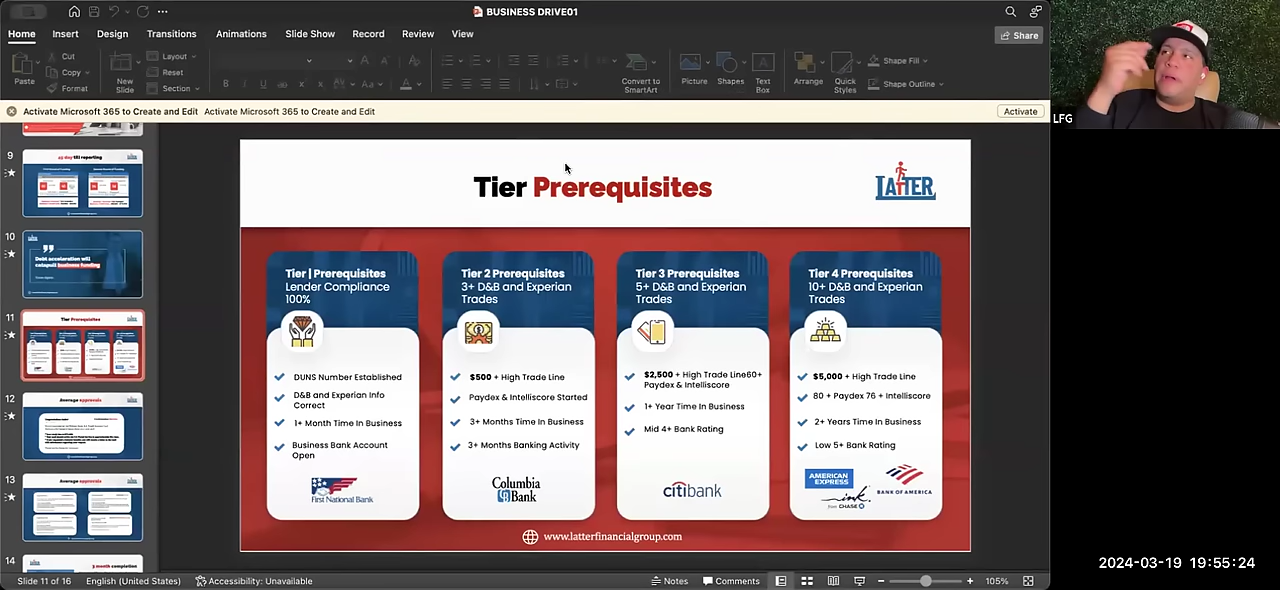 BUSINESS DRIVE01
Home Insert Design Transitions Animations Slide Show Record Review View
Share
Paste
Cut
Copy
Format
New
Slide
Layout
Reset
Section
Convert to
SmartArt
Picture
Shapes
Text
Box
Arrange
Quick
Styles
Shape Fill
Shape Outline
Activate Microsoft 365 to Create and Edit Activate Microsoft 365 to Create and Edit
Activate
LFG
9
45 day till reporting
10
Debt acceleration will
catapult business funding
11
Tier Prerequisites
12
Average approvals
13
Average approvals
14
3 month completion
Tier Prerequisites
LATTER
Tier | Prerequisites
Lender Compliance
100%
DUNS Number Established
D&B and Experian Info
Correct
1+ Month Time In Business
Business Bank Account
Open
First National Bank
Tier 2 Prerequisites
3+ D&B and Experian
Trades
$500 + High Trade Line
Paydex & Intelliscore Started
3+ Months Time In Business
3+ Months Banking Activity
Columbia
Bank
Tier 3 Prerequisites
5+ D&B and Experian
Trades
$2,500 + High Trade Line60+
Paydex & Intelliscore
1+ Year Time In Business
Mid 4+ Bank Rating
citibank
Tier 4 Prerequisites
10+ D&B and Experian
Trades
$5,000 + High Trade Line
80 + Paydex 76 + Intelliscore
2+ Years Time In Business
Low 5+ Bank Rating
AMERICAN
EXPRESS
ink
from CHASE
BANK OF AMERICA
www.latterfinancialgroup.com
Slide 11 of 16 English (United States) Accessibility: Unavailable
Notes Comments
105%
2024-03-19 19:55:24